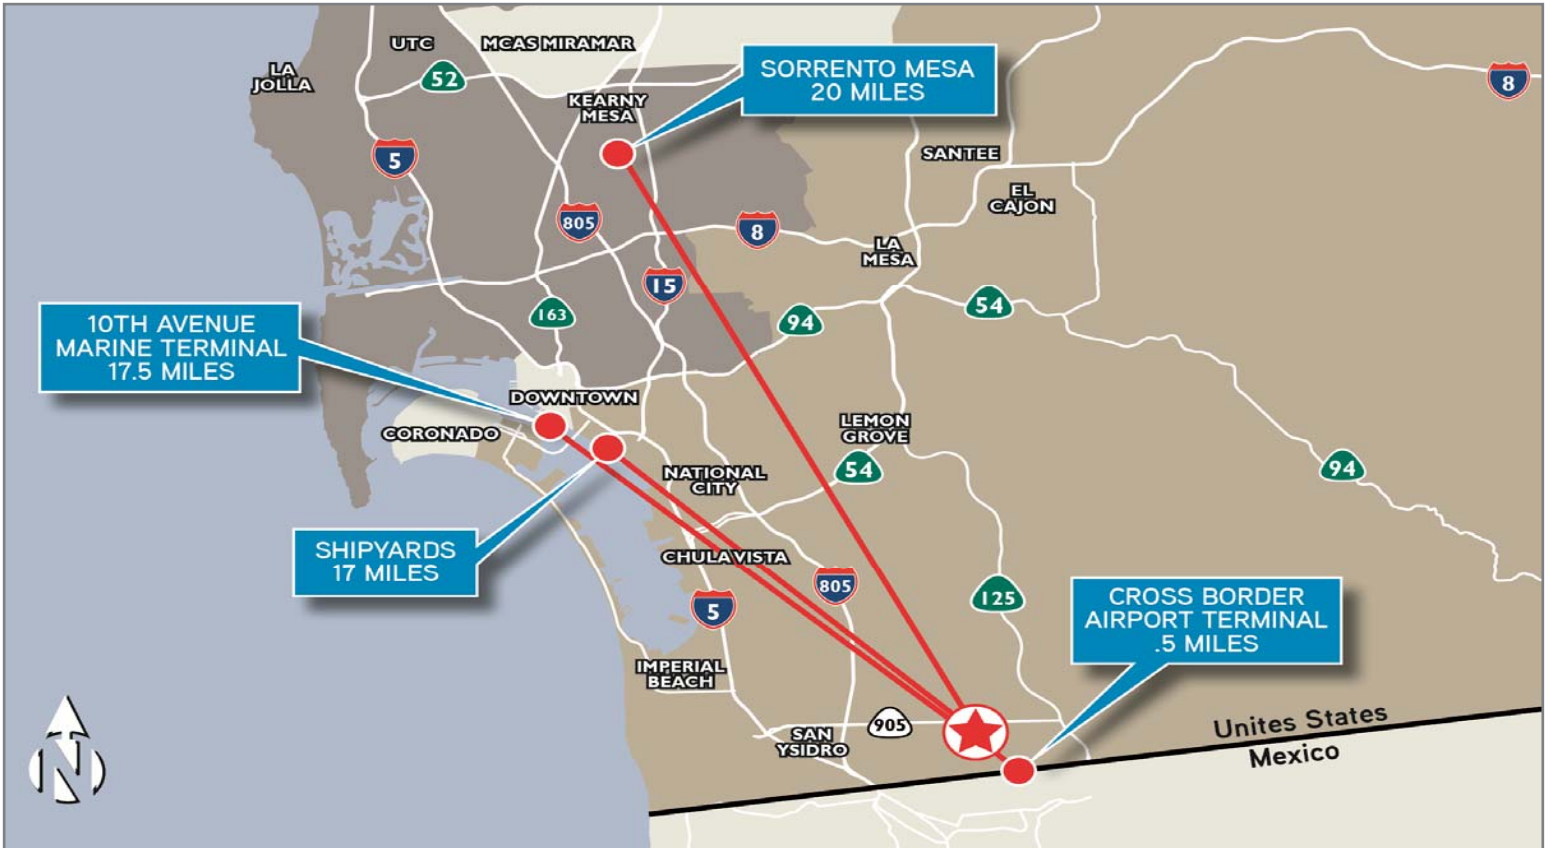 UTC
MCAS MIRAMAR
LA
JOLLA
52
SORRENTO MESA
20 MILES
8
KEARNY
MESA
5
SANTEE
EL
CAJON
805
8
LA
MESA
15
163
94
54
10TH AVENUE
MARINE TERMINAL
17.5 MILES
DOWNTOWN
CORONADO
LEMON
GROVE
54
94
NATIONAL
CITY
SHIPYARDS
17 MILES
CHULA VISTA
805
5
125
CROSS BORDER
AIRPORT TERMINAL
.5 MILES
IMPERIAL
BEACH
905
SAN
YSIDRO
Unites States
Mexico
N